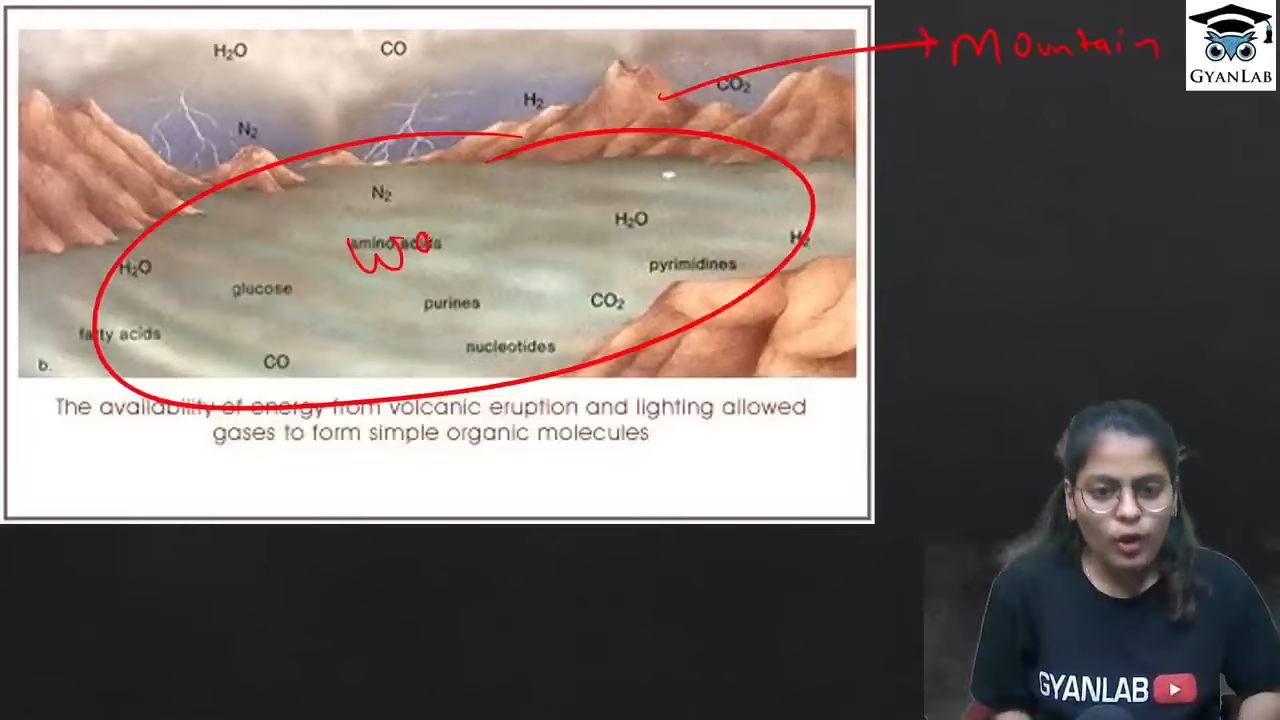 H₂O
CO
Mountain
GYANLAB
H₂
CO₂
N₂
N₂
H₂O
amino acids
Wa
H₂
H₂O
pyrimidines
glucose
purines
CO₂
fatty acids
nucleotides
CO
b.
The availability of energy from volcanic eruption and lighting allowed
gases to form simple organic molecules
GYANLAB